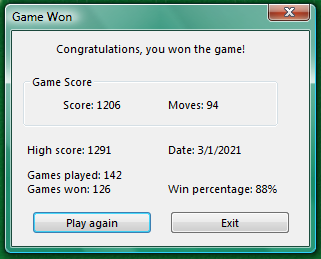 Game Won
Congratulations, you won the game!
Game Score
Score: 1206 Moves: 94
High score: 1291 Date: 3/1/2021
Games played: 142
Games won: 126 Win percentage: 88%
Play again Exit